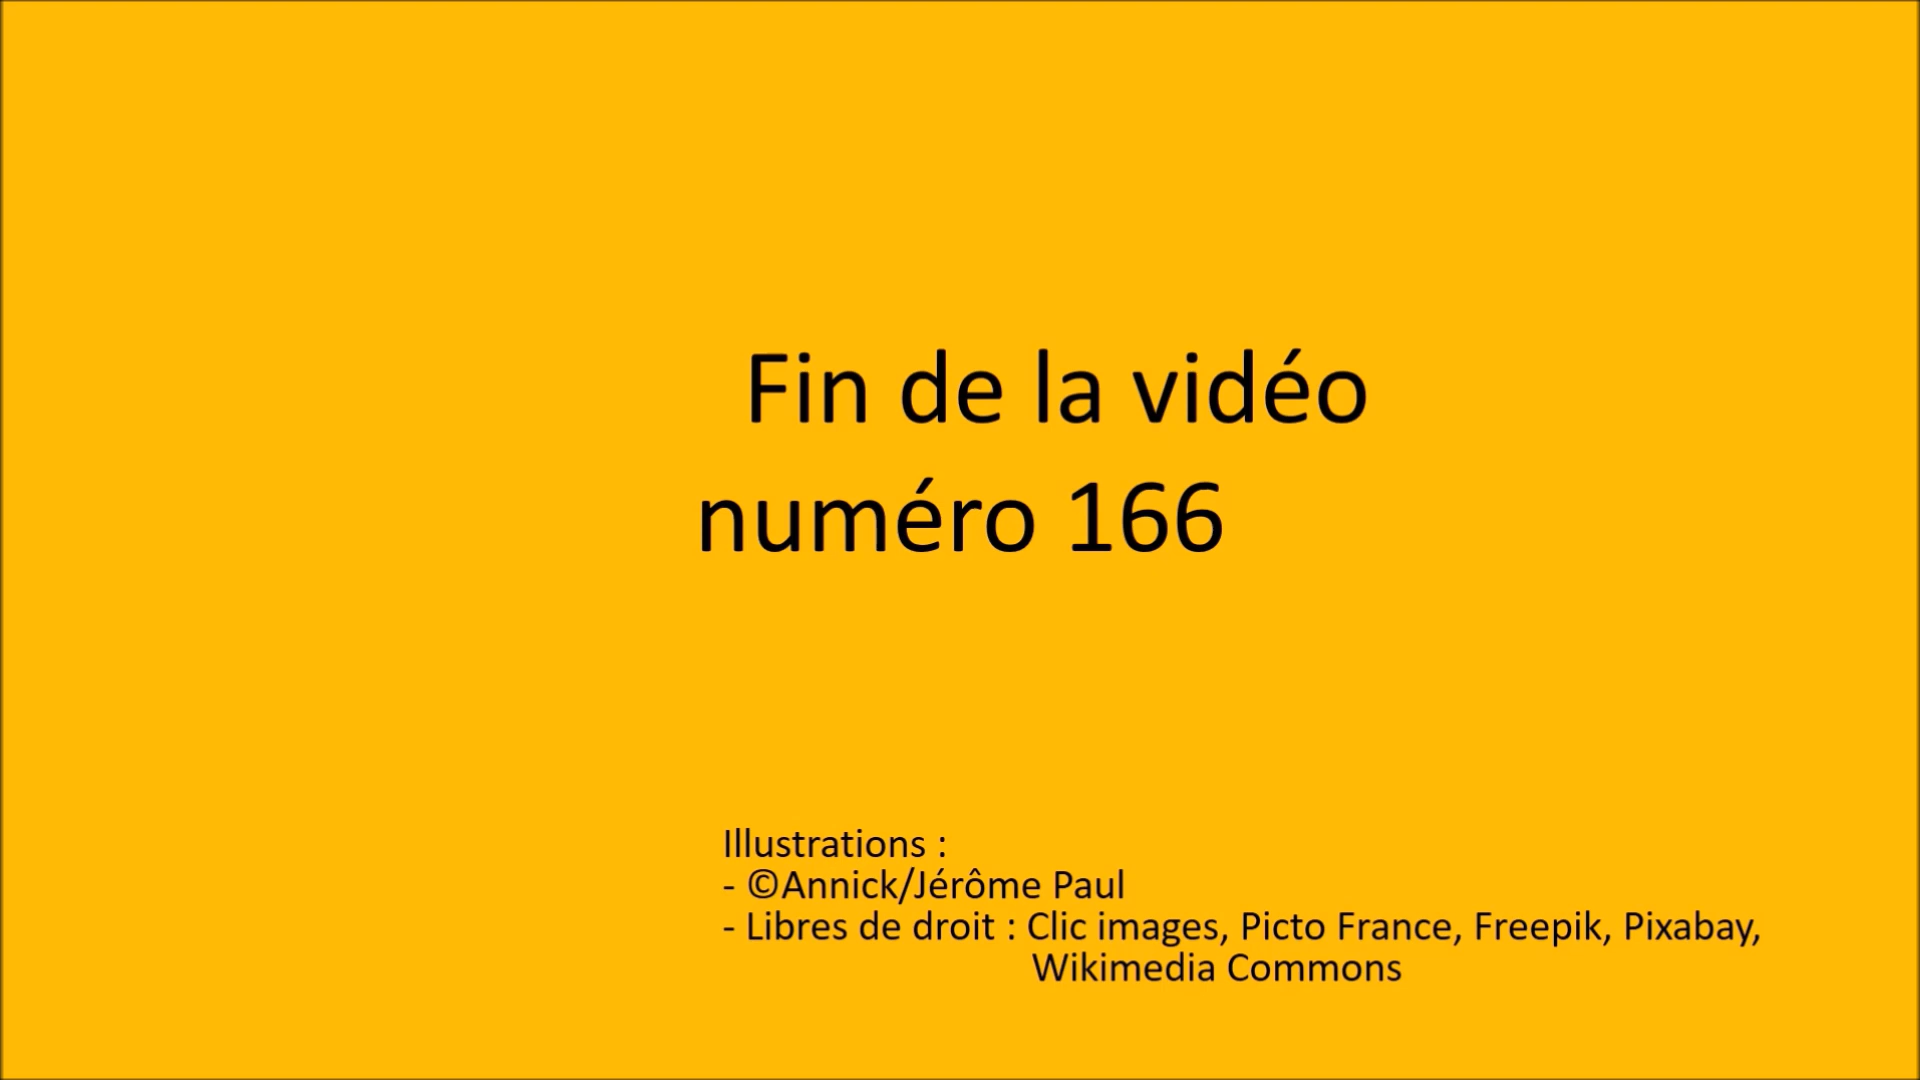 Fin de la vidéo
numéro 166
Illustrations :
- ©Annick/Jérôme Paul
- Libres de droit : Clic images, Picto France, Freepik, Pixabay,
Wikimedia Commons